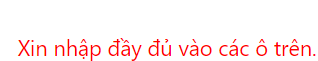 Xin nhập đầy đủ vào các ô trên.